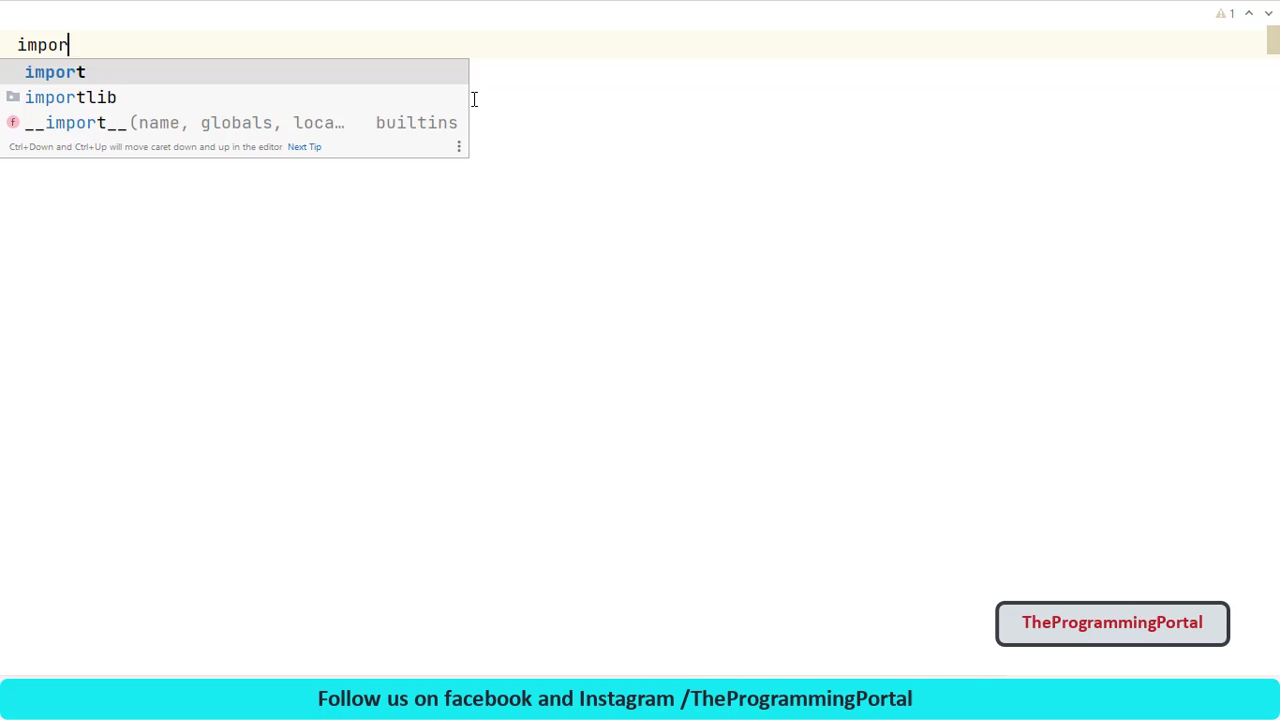 1
impor
import
importlib
__import__(name, globals, loca… builtins
Ctrl+Down and Ctrl+Up will move caret down and up in the editor Next Tip
TheProgrammingPortal
Follow us on facebook and Instagram /TheProgrammingPortal